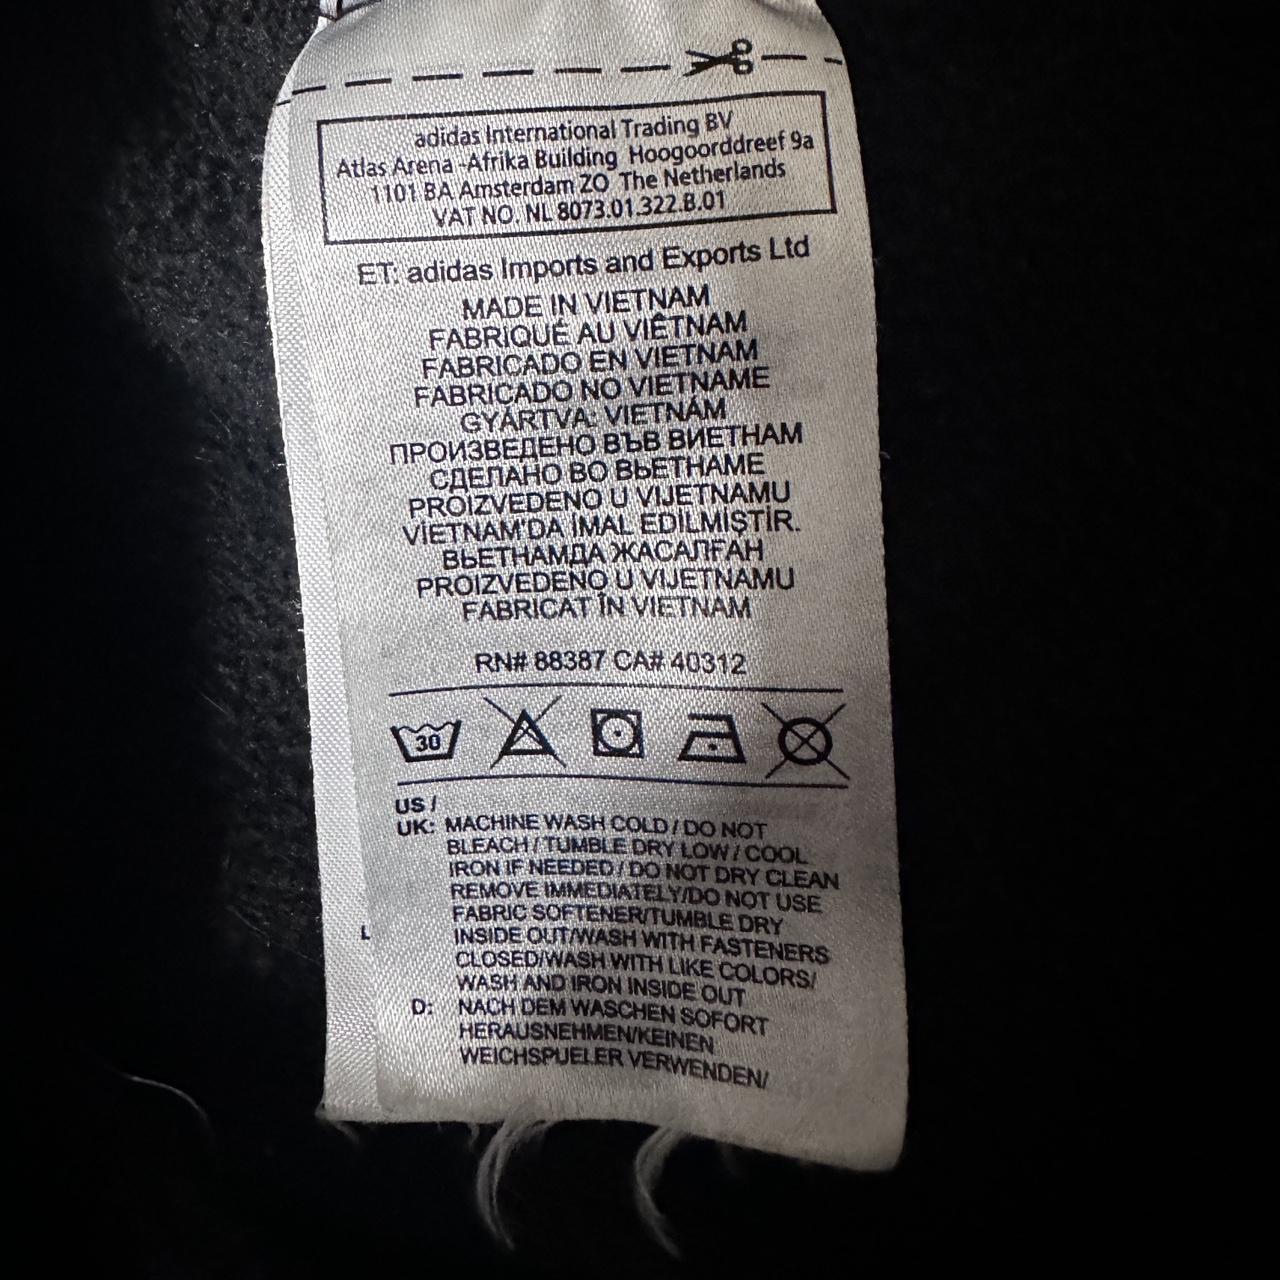 adidas International Trading BV
Atlas Arena -Afrika Building Hoogoorddreef 9a
1101 BA Amsterdam ZO The Netherlands
VAT NO. NL 8073.01.322.B.01
ET: adidas Imports and Exports Ltd
MADE IN VIETNAM
FABRIQUÉ AU VIÊTNAM
FABRICADO EN VIETNAM
FABRICADO NO VIETNAME
GYÁRTVA: VIETNÁM
ПРОИЗВЕДЕНО ВЪВ ВИЕТНАМ
СДЕЛАНО ВО ВЬЕТНАМЕ
PROIZVEDENO U VIJETNAMU
VİETNAM'DA İMAL EDİLMİŞTİR.
ВЬЕТНАМДА ЖАСАЛҒАН
PROIZVEDENO U VIJETNAMU
FABRICAT ÎN VIETNAM
RN# 88387 CA# 40312
30
US /
UK: MACHINE WASH COLD / DO NOT
BLEACH / TUMBLE DRY LOW / COOL
IRON IF NEEDED / DO NOT DRY CLEAN
REMOVE IMMEDIATELY/DO NOT USE
FABRIC SOFTENER/TUMBLE DRY
INSIDE OUT/WASH WITH FASTENERS
CLOSED/WASH WITH LIKE COLORS/
WASH AND IRON INSIDE OUT
D: NACH DEM WASCHEN SOFORT
HERAUSNEHMEN/KEINEN
WEICHSPUELER VERWENDEN/
L